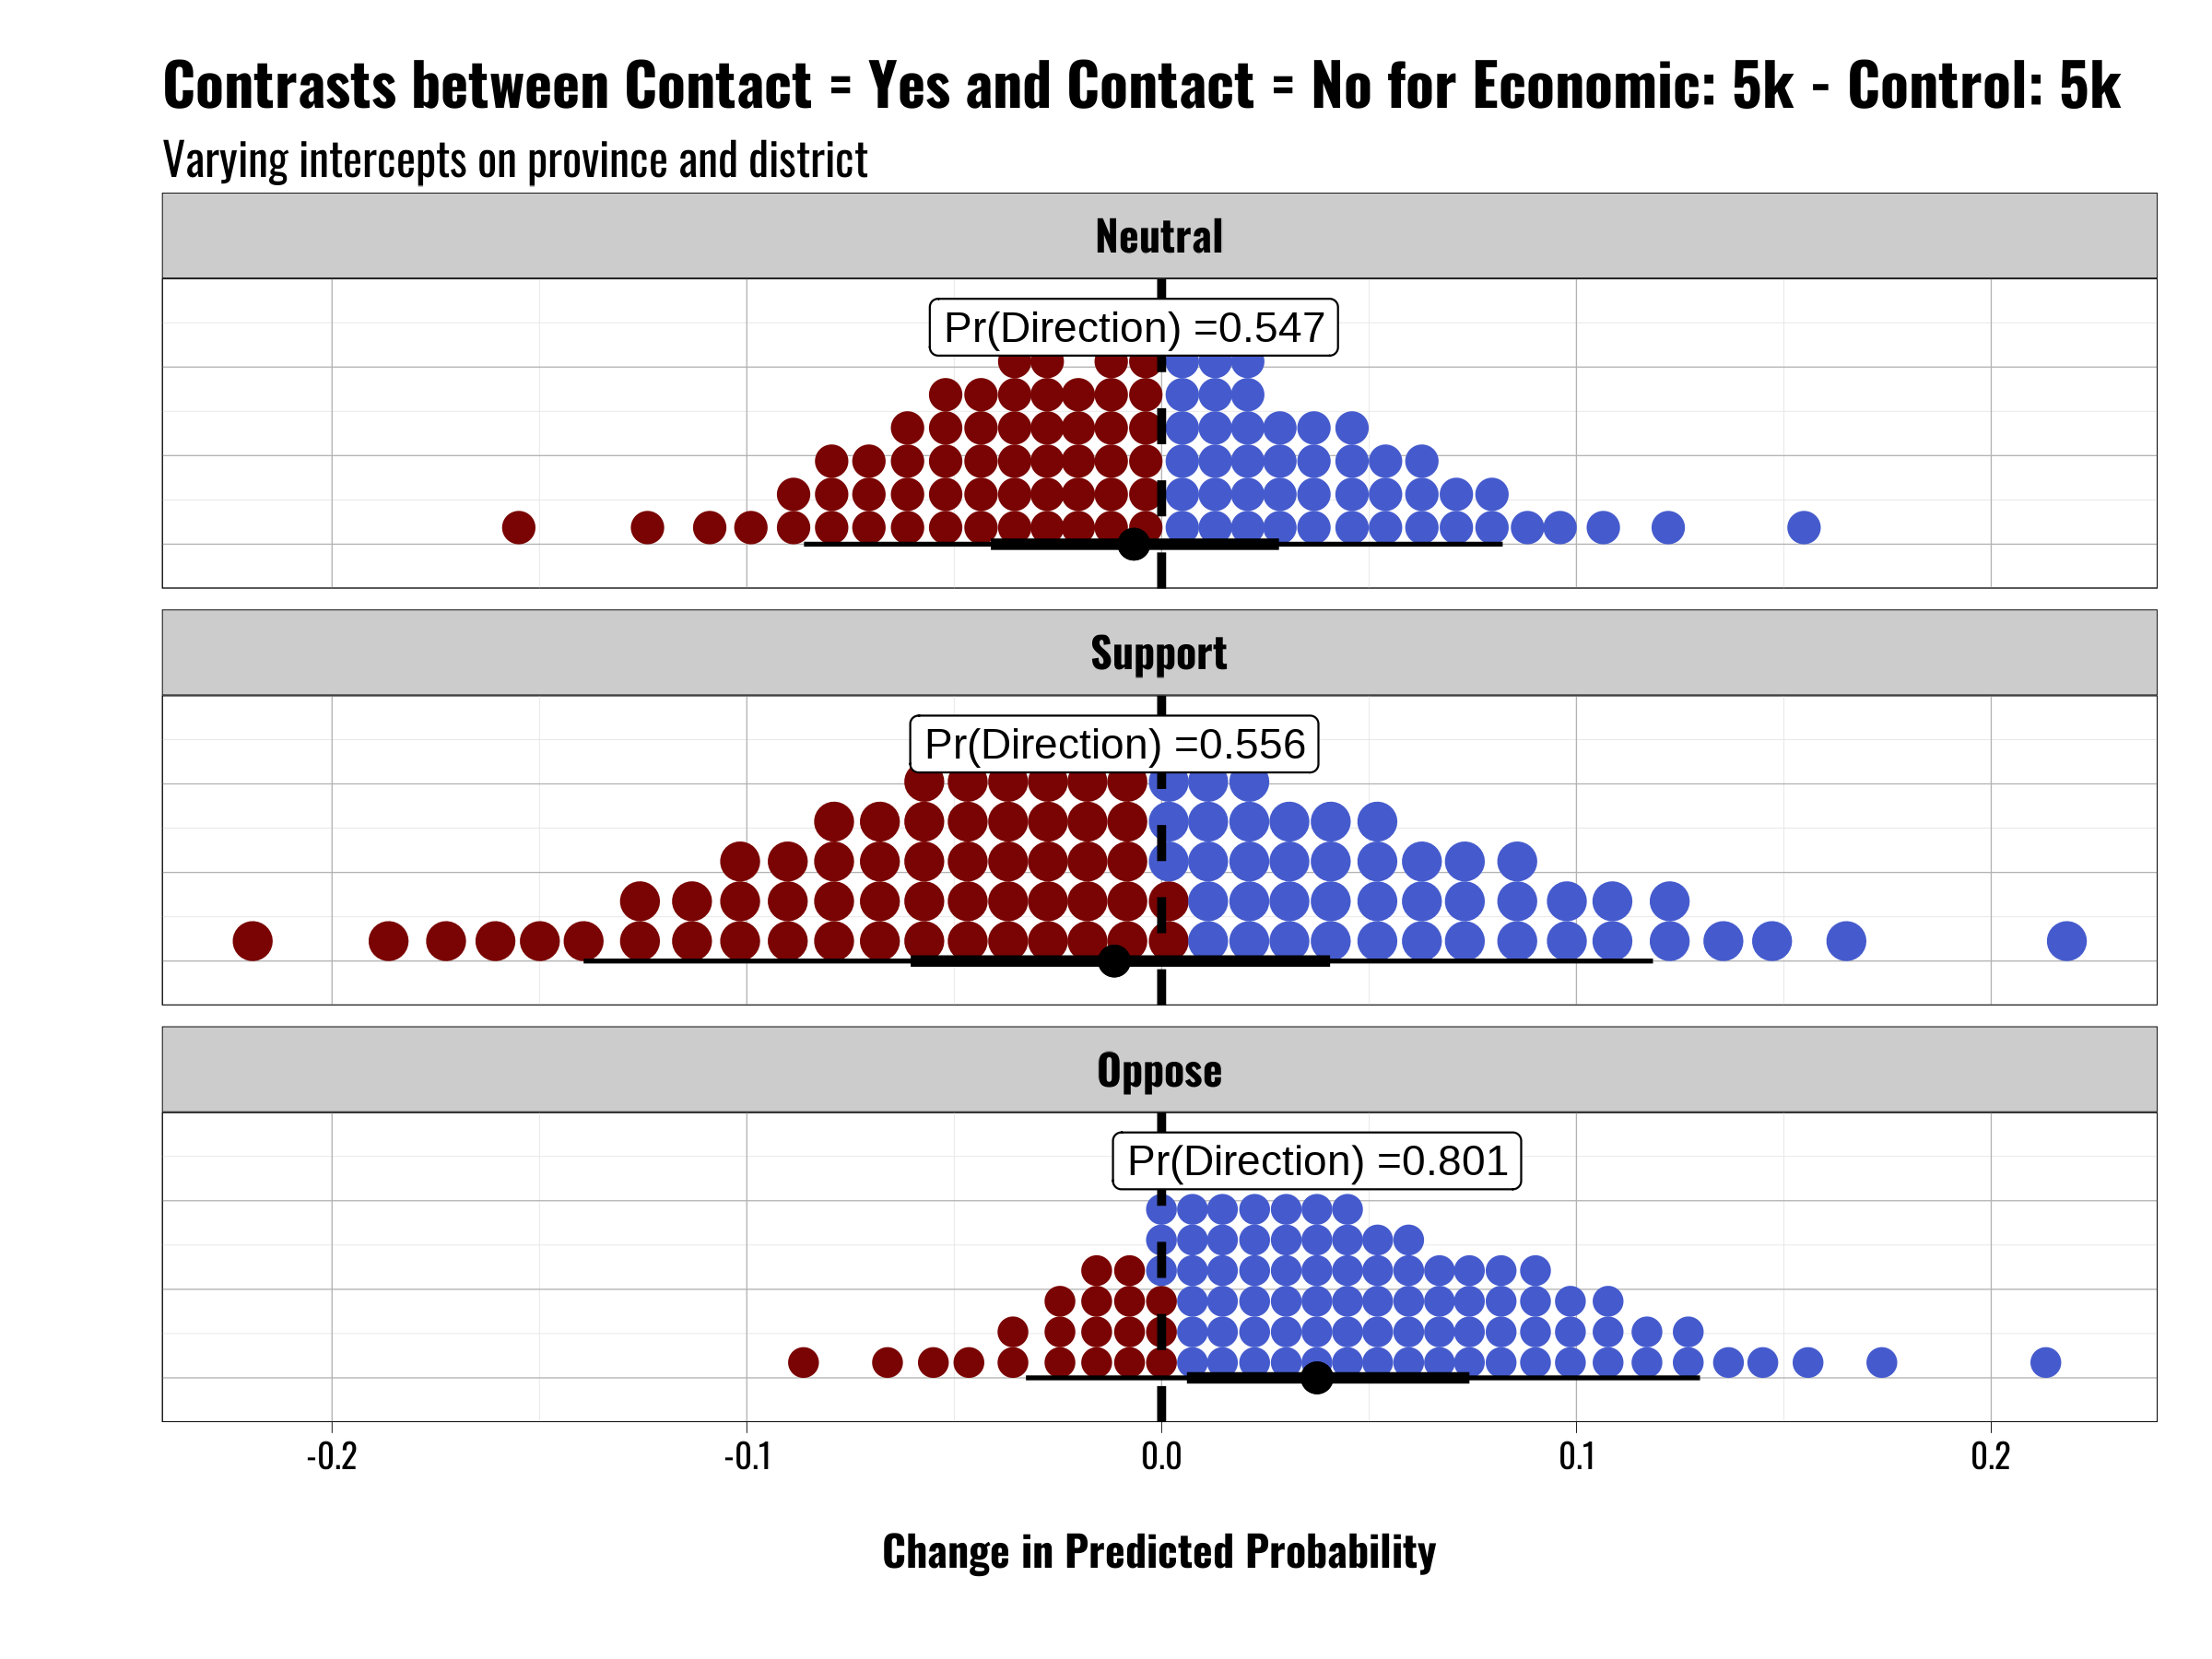 Contrasts between Contact = Yes and Contact = No for Economic: 5k - Control: 5k
Varying intercepts on province and district
Neutral
Pr(Direction) =0.547
Support
Pr(Direction) =0.556
Oppose
Pr(Direction) =0.801
-0.2 -0.1 0.0 0.1 0.2
Change in Predicted Probability